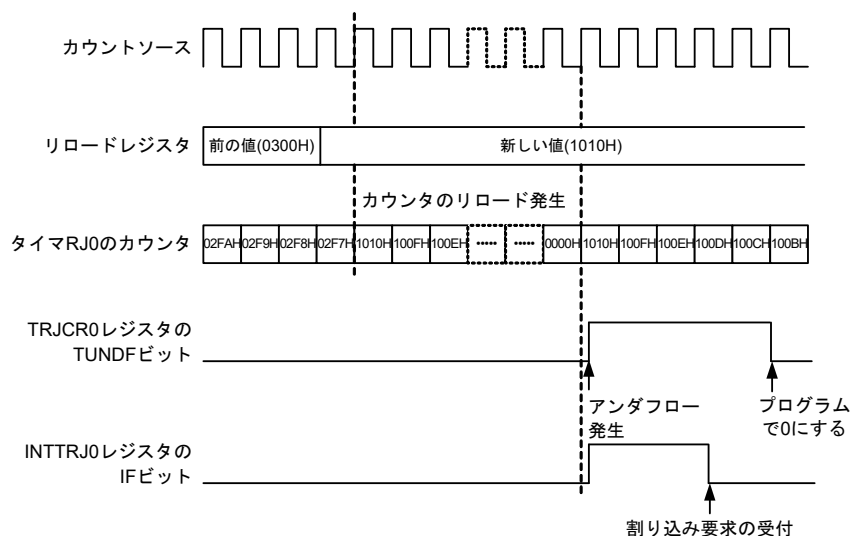 カウントソース
リロードレジスタ
前の値(0300H)
新しい値(1010H)
カウンタのリロード発生
タイマRJ0のカウンタ
02FAH 02F9H 02F8H 02F7H 1010H 100FH 100EH ····· ····· 0000H 1010H 100FH 100EH 100DH 100CH 100BH
TRJCR0レジスタの
TUNDFビット
アンダフロー
発生
プログラム
で0にする
INTTRJ0レジスタの
IFビット
割り込み要求の受付